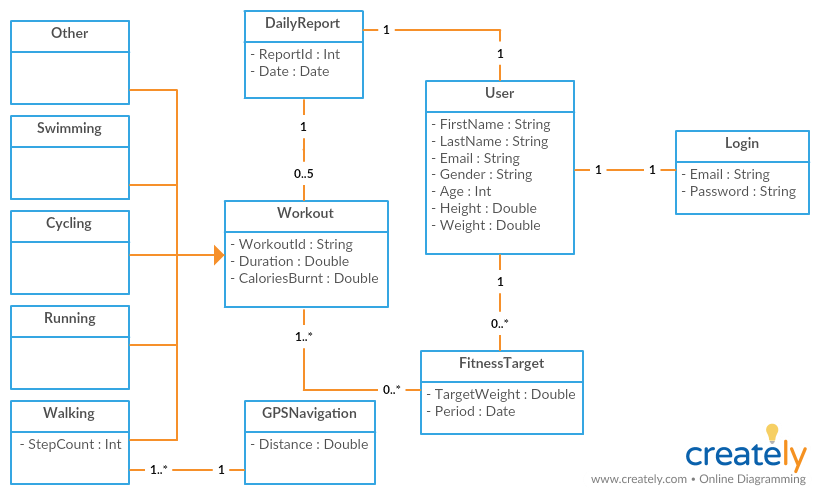 Other
Swimming
Cycling
Running
Walking
- StepCount : Int
DailyReport
- ReportId : Int
- Date : Date
1
1
1
0..5
Workout
- WorkoutId : String
- Duration : Double
- CaloriesBurnt : Double
User
- FirstName : String
- LastName : String
- Email : String
- Gender : String
- Age : Int
- Height : Double
- Weight : Double
1
1
Login
- Email : String
- Password : String
1
0..*
FitnessTarget
- TargetWeight : Double
- Period : Date
1..*
0..*
GPSNavigation
- Distance : Double
1..*
1
creately
www.creately.com • Online Diagramming